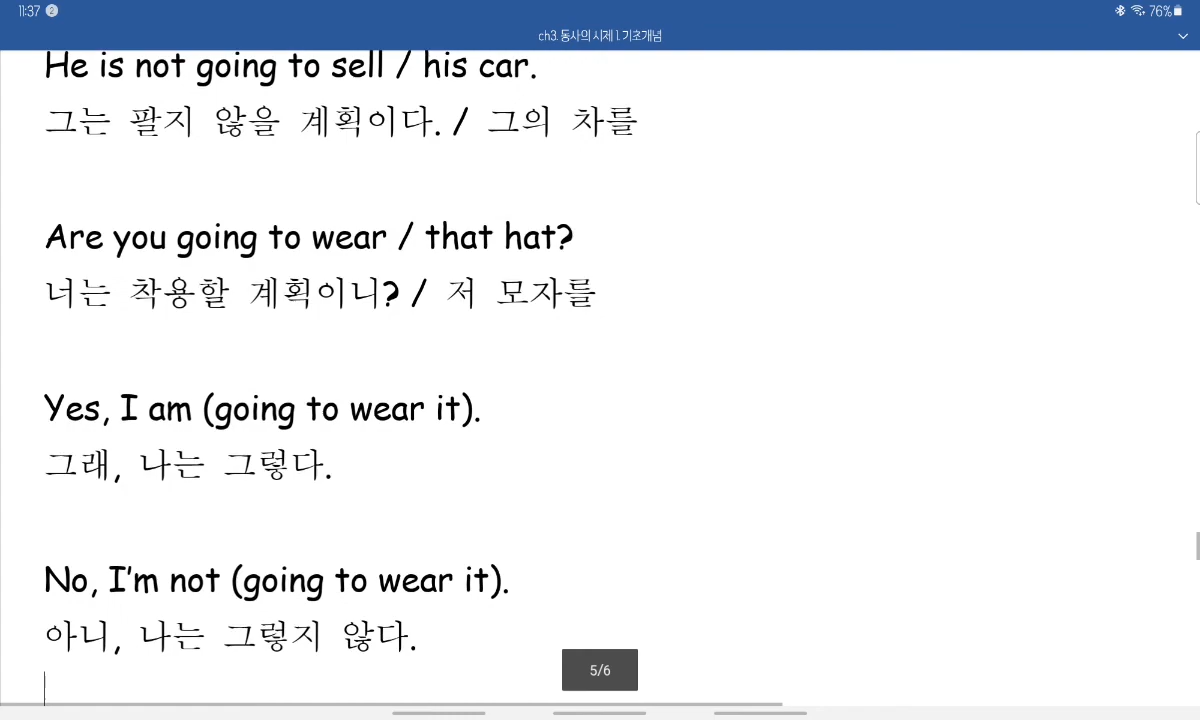 11:37 2 76%
ch3. 동사의 시제 1. 기초개념
He is not going to sell / his car.
그는 팔지 않을 계획이다. / 그의 차를
Are you going to wear / that hat?
너는 착용할 계획이니? / 저 모자를
Yes, I am (going to wear it).
그래, 나는 그렇다.
No, I'm not (going to wear it).
아니, 나는 그렇지 않다.
5/6